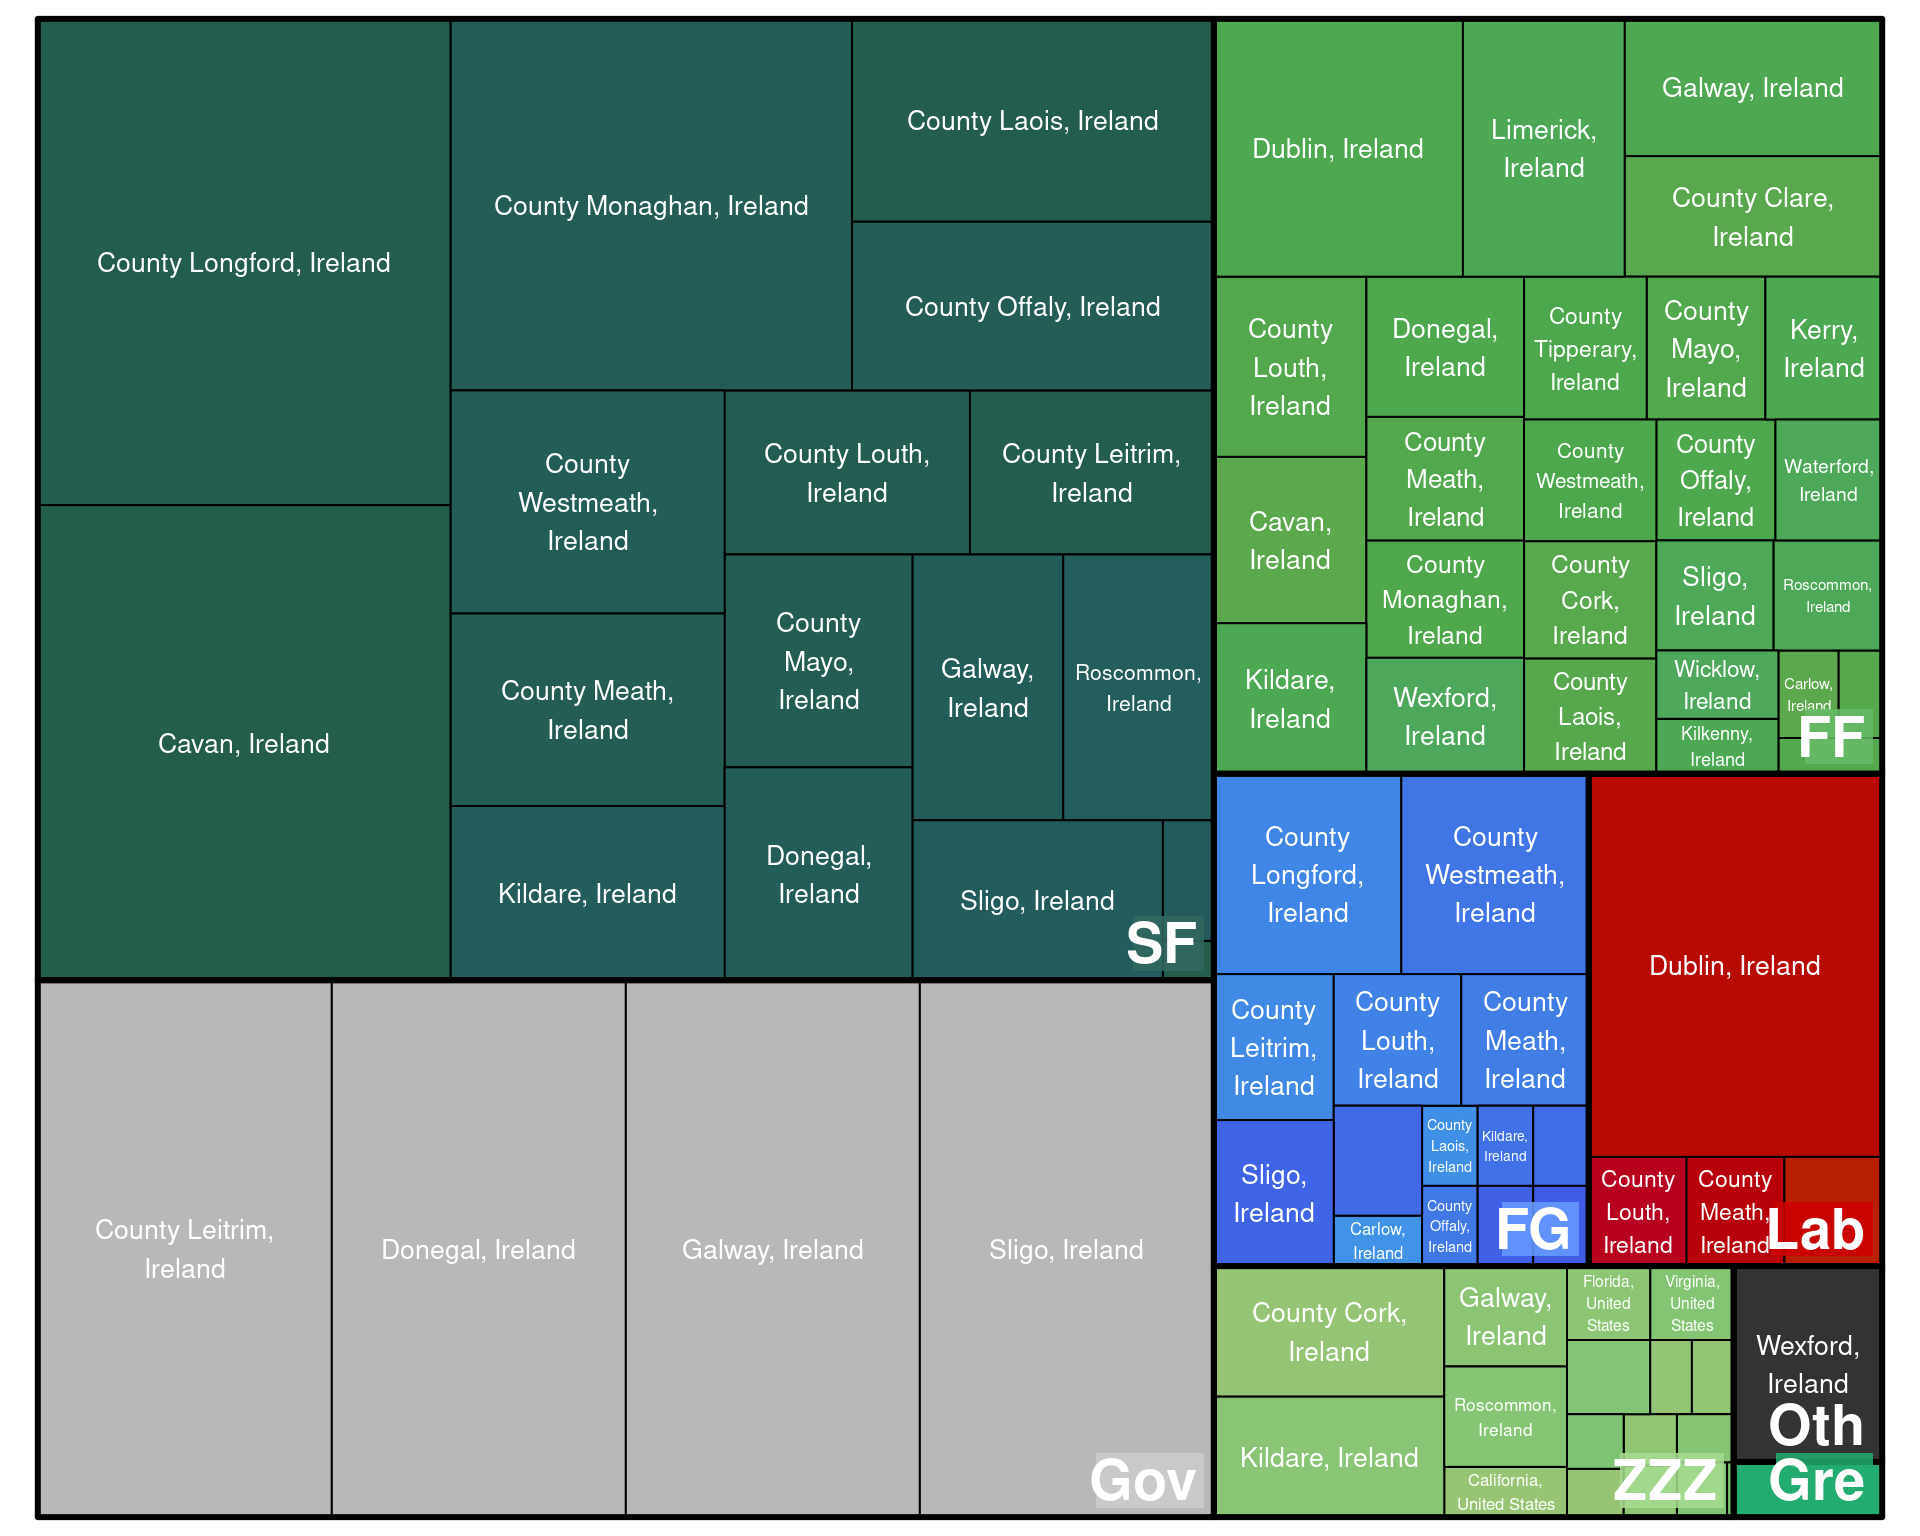 County Longford, Ireland
Cavan, Ireland
County Monaghan, Ireland
County Laois, Ireland
County Offaly, Ireland
County
Westmeath,
Ireland
County Meath,
Ireland
Kildare, Ireland
County Louth,
Ireland
County Leitrim,
Ireland
County
Mayo,
Ireland
Donegal,
Ireland
Galway,
Ireland
Roscommon,
Ireland
Sligo, Ireland
SF
County Leitrim,
Ireland
Donegal, Ireland
Galway, Ireland
Sligo, Ireland
Gov
Dublin, Ireland
Limerick,
Ireland
Galway, Ireland
County Clare,
Ireland
County
Louth,
Ireland
Cavan,
Ireland
Kildare,
Ireland
Donegal,
Ireland
County
Meath,
Ireland
County
Monaghan,
Ireland
Wexford,
Ireland
County
Tipperary,
Ireland
County
Mayo,
Ireland
Kerry,
Ireland
County
Westmeath,
Ireland
County
Offaly,
Ireland
Waterford,
Ireland
County
Cork,
Ireland
County
Laois,
Ireland
Sligo,
Ireland
Roscommon,
Ireland
Wicklow,
Ireland
Kilkenny,
Ireland
Carlow,
Ireland
FF
County
Longford,
Ireland
County
Westmeath,
Ireland
County
Leitrim,
Ireland
Sligo,
Ireland
County
Louth,
Ireland
County
Meath,
Ireland
Carlow,
Ireland
County
Laois,
Ireland
Kildare,
Ireland
County
Offaly,
Ireland
FG
Dublin, Ireland
County
Louth,
Ireland
County
Meath,
Ireland
Lab
County Cork,
Ireland
Kildare, Ireland
Galway,
Ireland
Roscommon,
Ireland
California,
United States
Florida,
United
States
Virginia,
United
States
ZZZ
Wexford,
Ireland
Oth
Gre